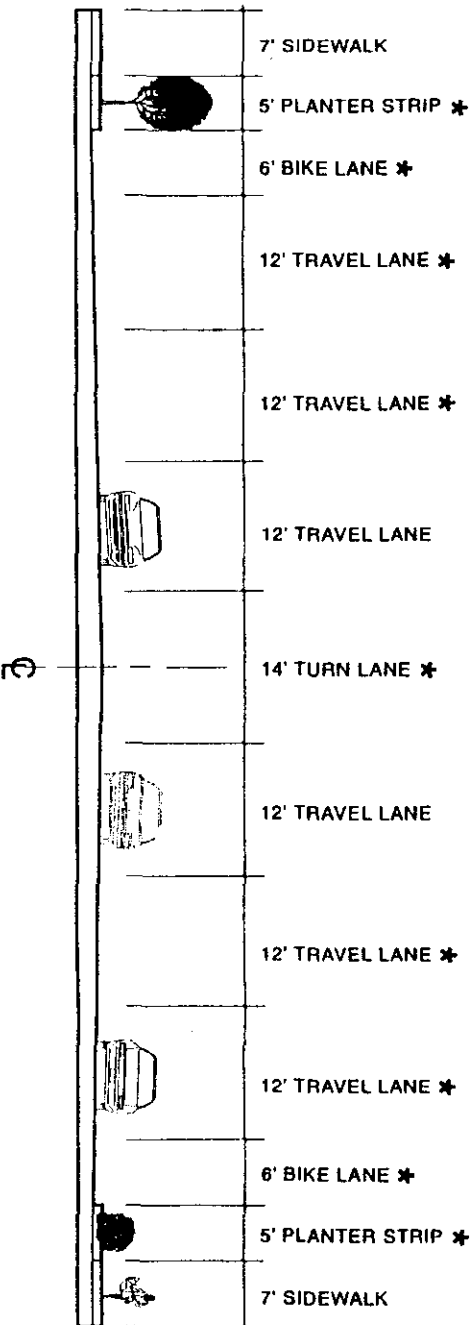 7' SIDEWALK
5' PLANTER STRIP *
6' BIKE LANE *
12' TRAVEL LANE *
12' TRAVEL LANE *
12' TRAVEL LANE
℄
14' TURN LANE *
12' TRAVEL LANE
12' TRAVEL LANE *
12' TRAVEL LANE *
6' BIKE LANE *
5' PLANTER STRIP *
7' SIDEWALK